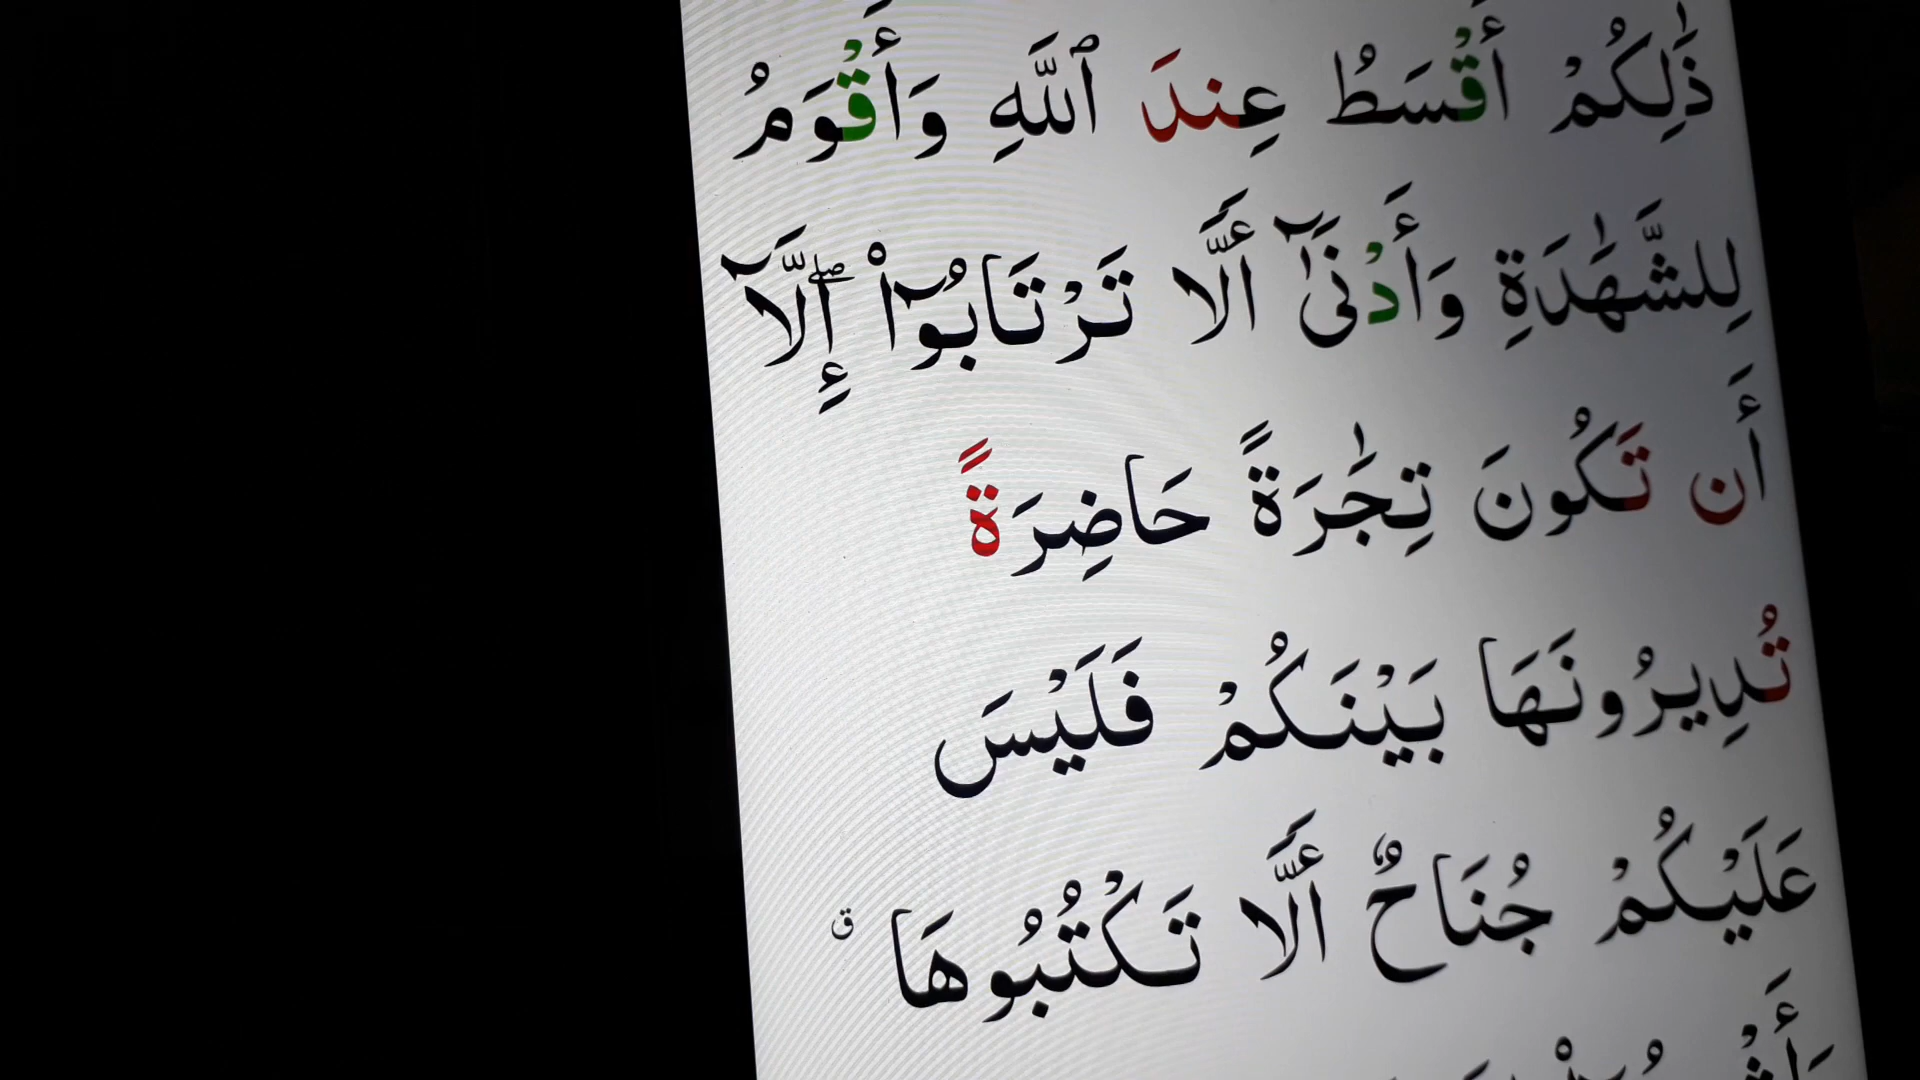 ذَٰلِكُمْ أَقْسَطُ عِندَ ٱللَّهِ وَأَقْوَمُ
لِلشَّهَٰدَةِ وَأَدْنَىٰٓ أَلَّا تَرْتَابُوٓا۟ ۖ إِلَّآ
أَن تَكُونَ تِجَٰرَةً حَاضِرَةً
تُدِيرُونَهَا بَيْنَكُمْ فَلَيْسَ
عَلَيْكُمْ جُنَاحٌ أَلَّا تَكْتُبُوهَا ۗ